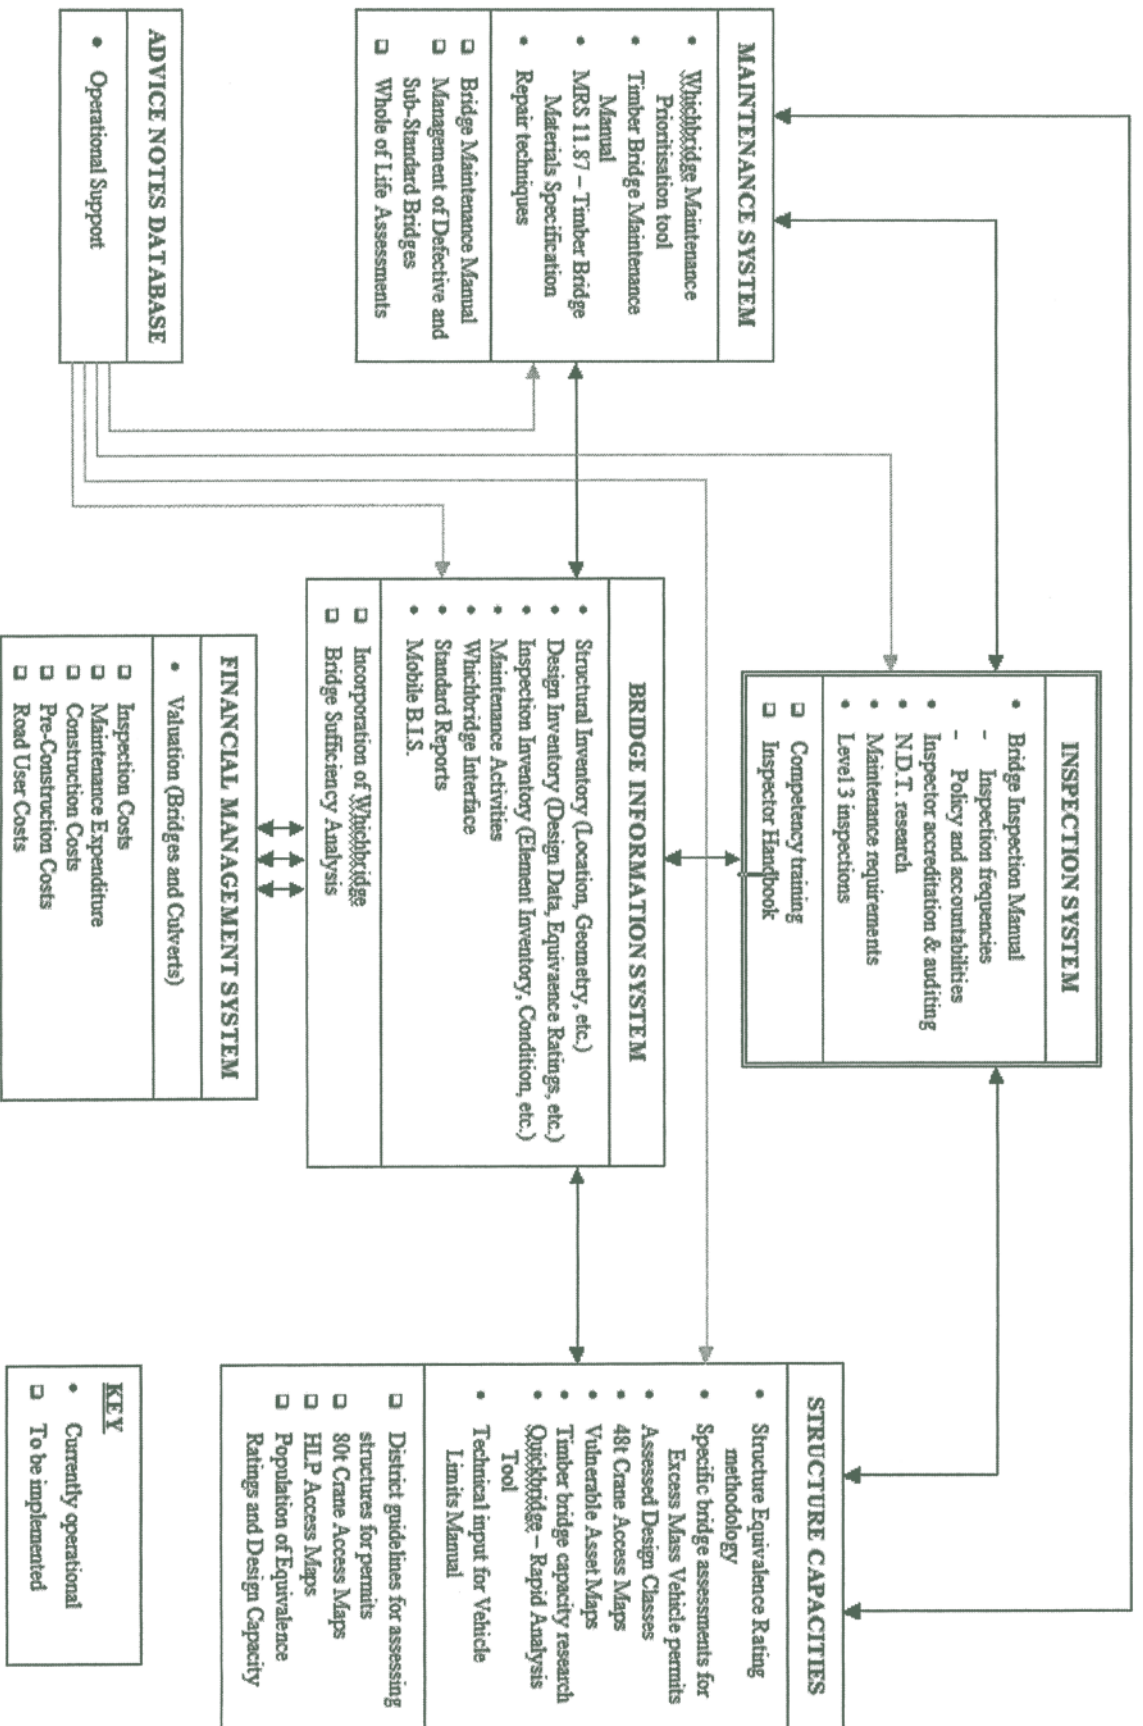 MAINTENANCE SYSTEM
• Whichbridge Maintenance
Prioritisation tool
• Timber Bridge Maintenance
Manual
• MRS 11.87 – Timber Bridge
Materials Specification
• Repair techniques
❑ Bridge Maintenance Manual
❑ Management of Defective and
Sub-Standard Bridges
❑ Whole of Life Assessments
ADVICE NOTES DATABASE
• Operational Support
INSPECTION SYSTEM
• Bridge Inspection Manual
– Inspection frequencies
– Policy and accountabilities
• Inspector accreditation & auditing
• N.D.T. research
• Maintenance requirements
• Level 3 inspections
❑ Competency training
❑ Inspector Handbook
BRIDGE INFORMATION SYSTEM
• Structural Inventory (Location, Geometry, etc.)
• Design Inventory (Design Data, Equivaence Ratings, etc.)
• Inspection Inventory (Element Inventory, Condition, etc.)
• Maintenance Activities
• Whichbridge Interface
• Standard Reports
• Mobile B.I.S.
❑ Incorporation of Whichbridge
❑ Bridge Sufficiency Analysis
FINANCIAL MANAGEMENT SYSTEM
• Valuation (Bridges and Culverts)
❑ Inspection Costs
❑ Maintenance Expenditure
❑ Construction Costs
❑ Pre-Construction Costs
❑ Road User Costs
STRUCTURE CAPACITIES
• Structure Equivalence Rating
methodology
• Specific bridge assessments for
Excess Mass Vehicle permits
• Assessed Design Classes
• 48t Crane Access Maps
• Vulnerable Asset Maps
• Timber bridge capacity research
• Quickbridge – Rapid Analysis
Tool
• Technical input for Vehicle
Limits Manual
❑ District guidelines for assessing
structures for permits
❑ 80t Crane Access Maps
❑ HLP Access Maps
❑ Population of Equivalence
Ratings and Design Capacity
KEY
• Currently operational
❑ To be implemented